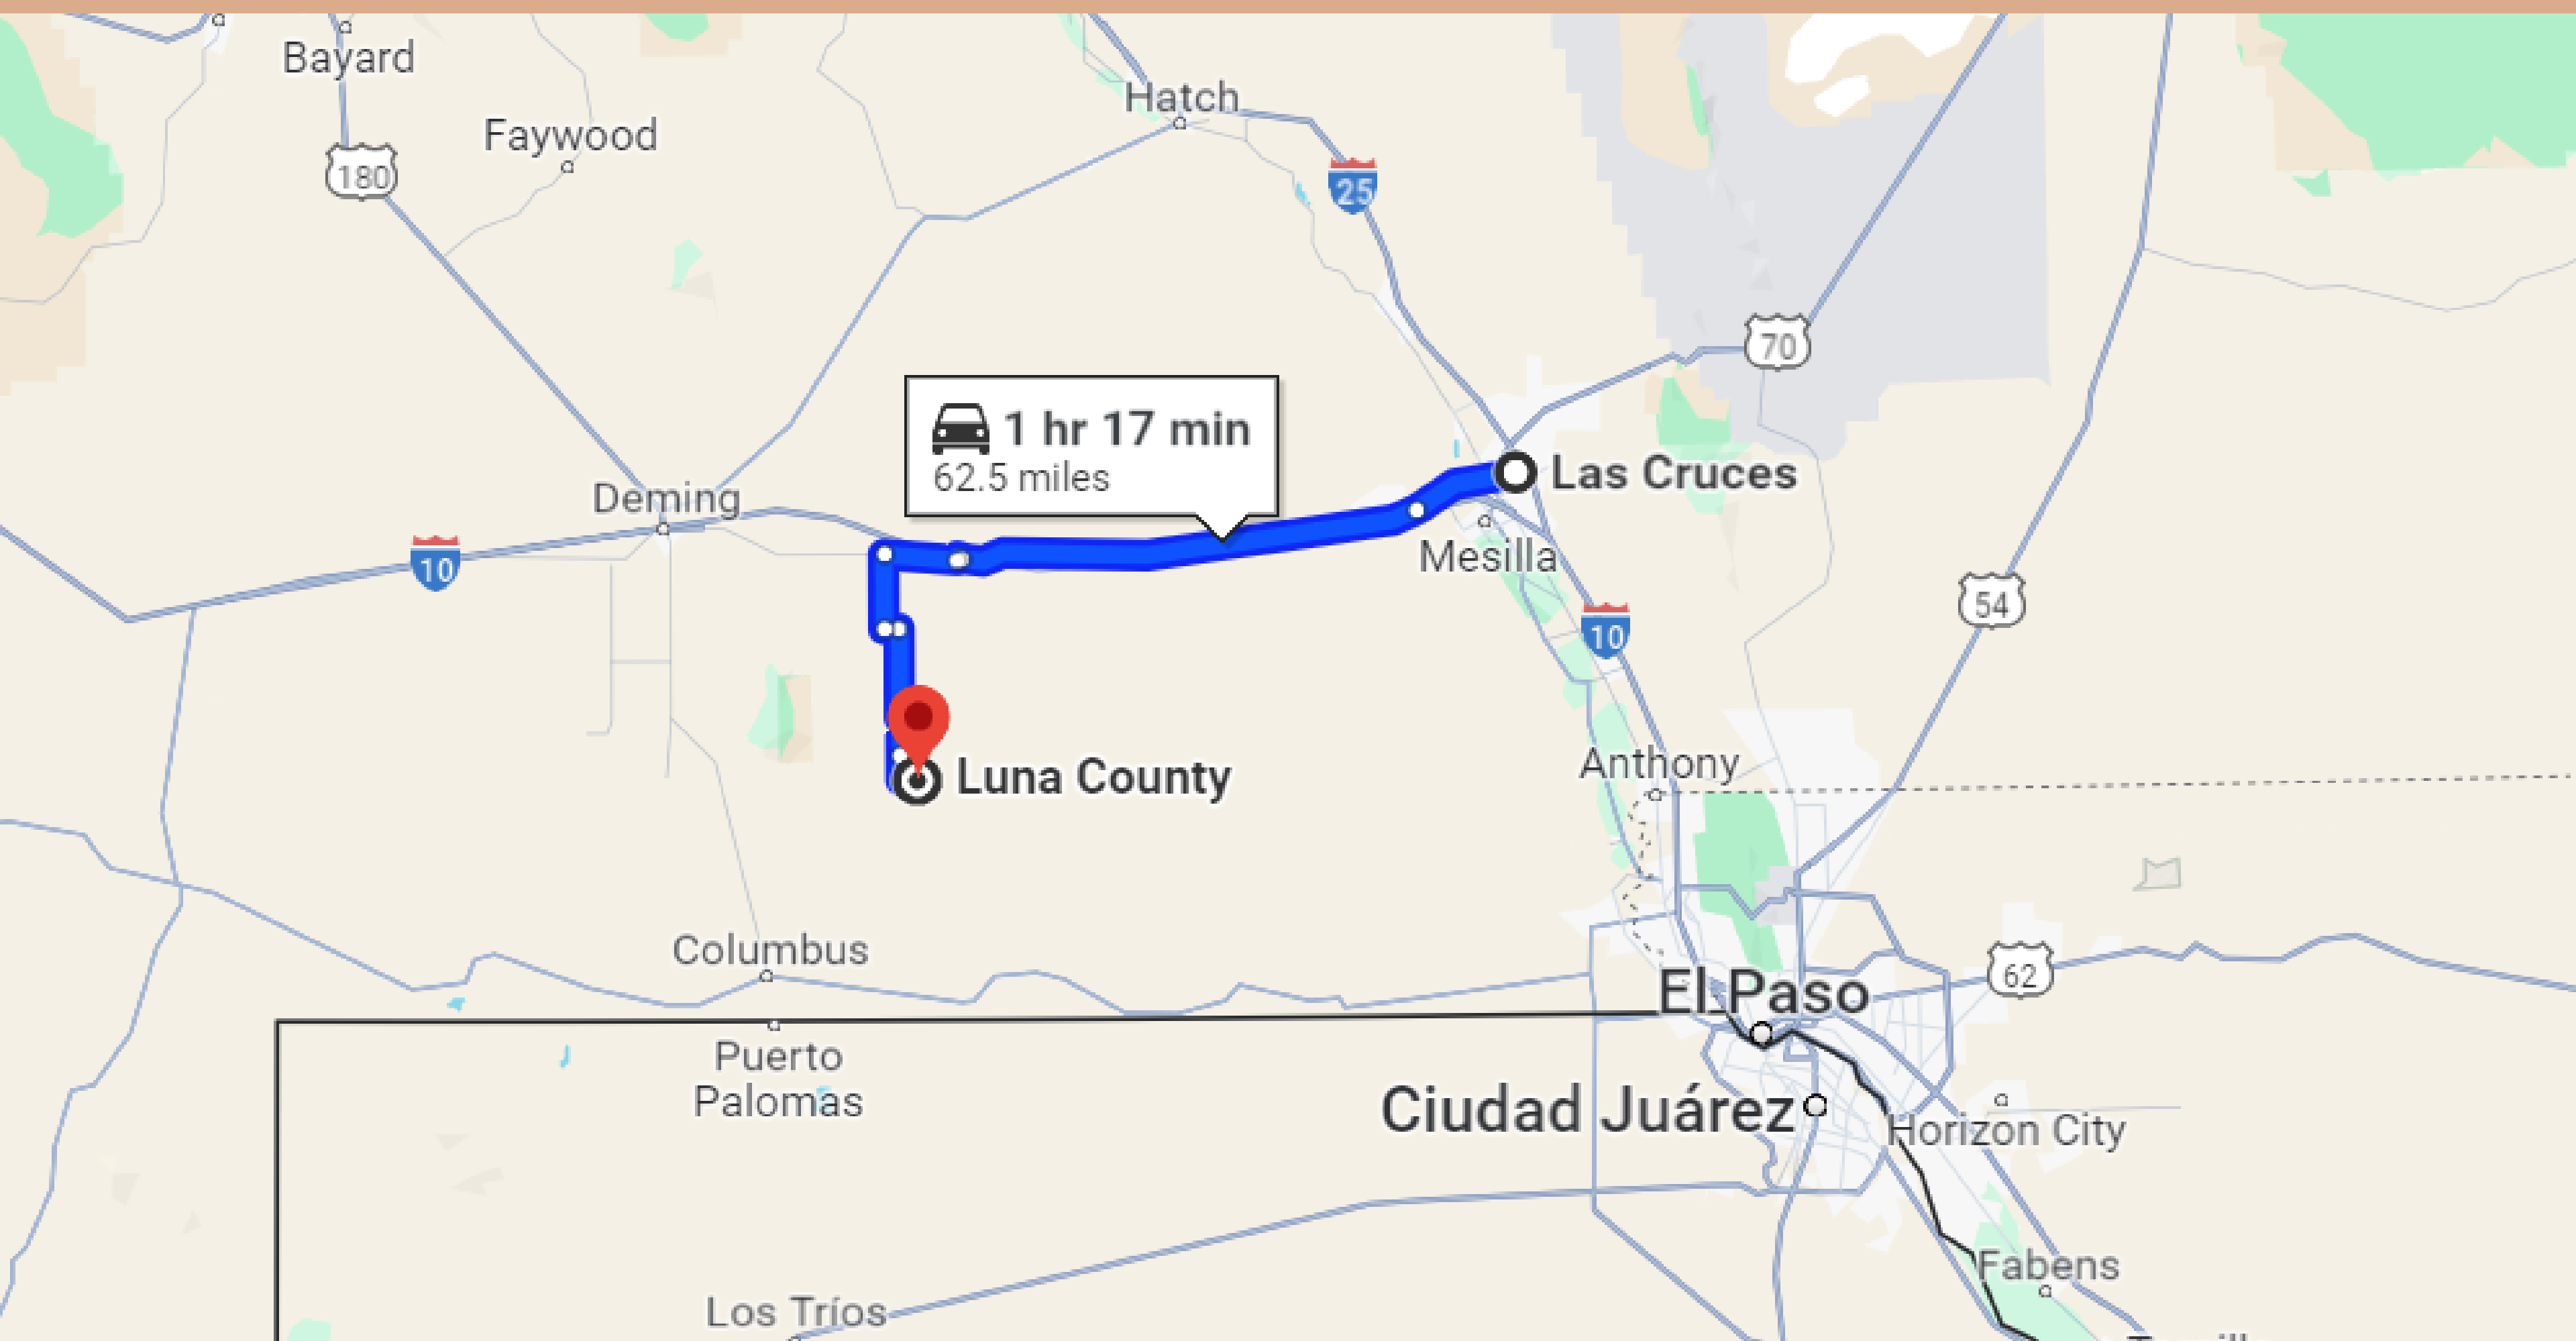 Bayard
Hatch
Faywood
180
25
70
1 hr 17 min
62.5 miles
Las Cruces
Deming
Mesilla
10
54
10
Anthony
Luna County
Columbus
62
El Paso
Puerto
Palomas
Ciudad Juárez
Horizon City
Fabens
Los Tríos